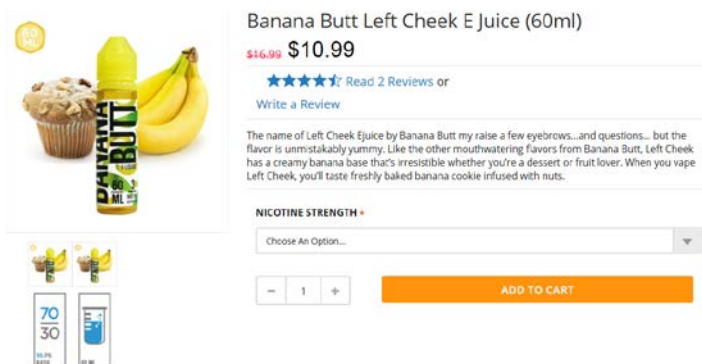 Banana Butt Left Cheek E Juice (60ml)
60
ML
$16.99 $10.99
Read 2 Reviews or
Write a Review
The name of Left Cheek Ejuice by Banana Butt my raise a few eyebrows...and questions... but the
flavor is unmistakably yummy. Like the other mouthwatering flavors from Banana Butt, Left Cheek
has a creamy banana base that's irresistible whether you're a dessert or fruit lover. When you vape
Left Cheek, you'll taste freshly baked banana cookie infused with nuts.
BANANA
BUTT
60
ML
NICOTINE STRENGTH *
Choose An Option...
- 1 +
ADD TO CART
70
30